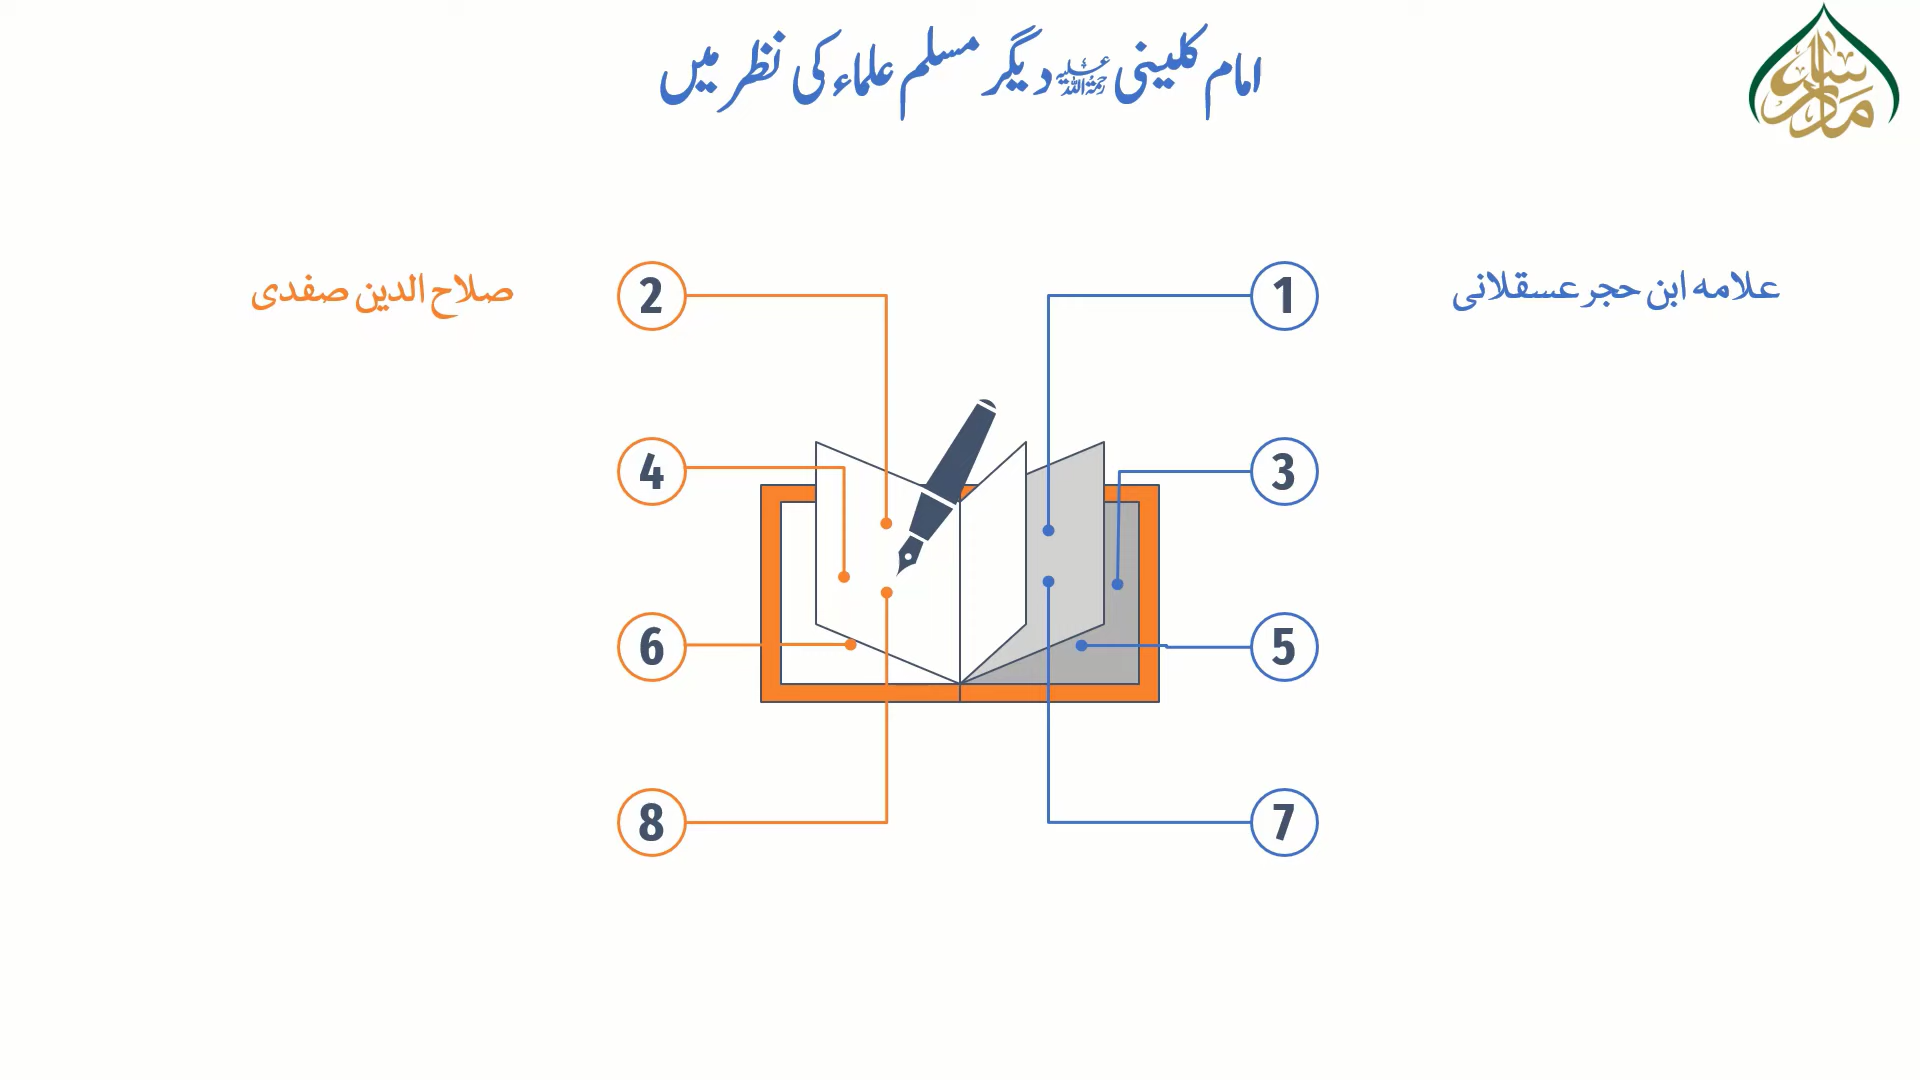 امام کلینی رحمۃ اللہ علیہ دیگر مسلم علماء کی نظر میں
علامه ابن حجر عسقلانی
1
صلاح الدین صفدی
2
3
4
5
6
7
8